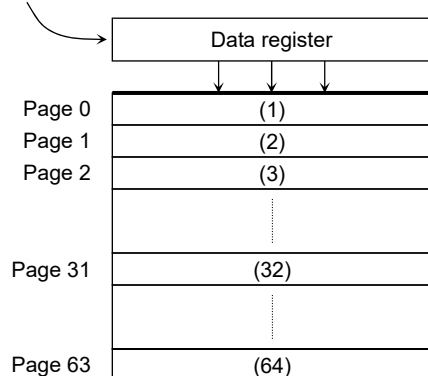 Data register
Page 0 (1)
Page 1 (2)
Page 2 (3)
Page 31 (32)
Page 63 (64)